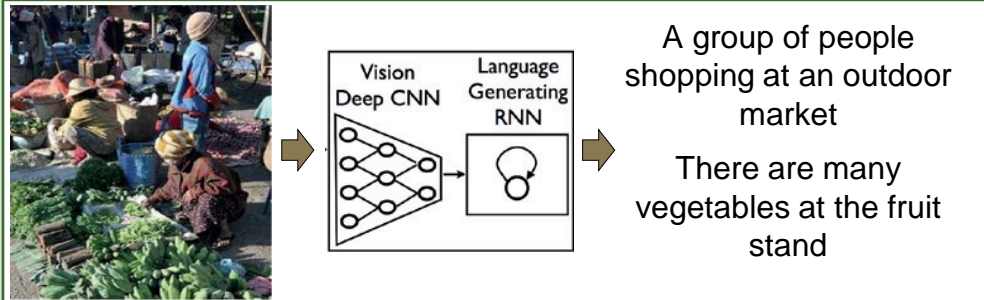 Vision
Deep CNN
Language
Generating
RNN
A group of people
shopping at an outdoor
market
There are many
vegetables at the fruit
stand